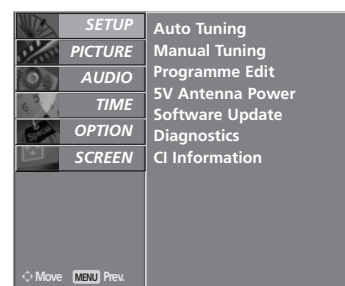 SETUP
PICTURE
AUDIO
TIME
OPTION
SCREEN
Auto Tuning
Manual Tuning
Programme Edit
5V Antenna Power
Software Update
Diagnostics
CI Information
Move MENU Prev.